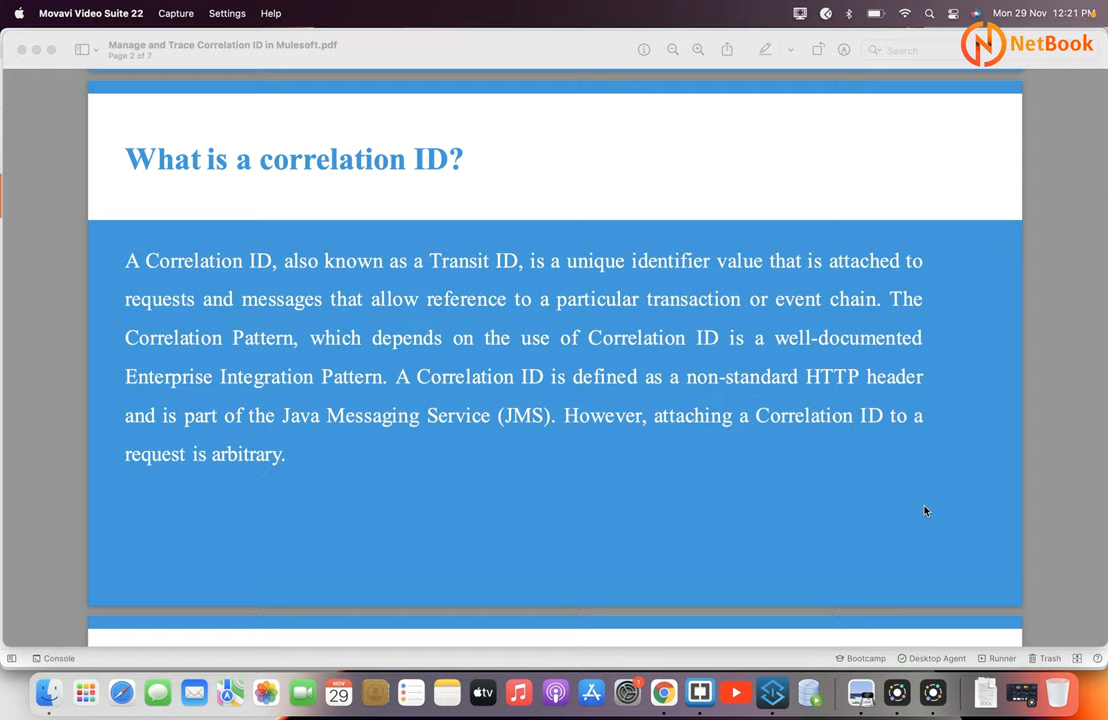 Movavi Video Suite 22 Capture Settings Help Mon 29 Nov 12:21 PM
Manage and Trace Correlation ID in Mulesoft.pdf
Page 2 of 7
Search
NetBook
What is a correlation ID?
A Correlation ID, also known as a Transit ID, is a unique identifier value that is attached to
requests and messages that allow reference to a particular transaction or event chain. The
Correlation Pattern, which depends on the use of Correlation ID is a well-documented
Enterprise Integration Pattern. A Correlation ID is defined as a non-standard HTTP header
and is part of the Java Messaging Service (JMS). However, attaching a Correlation ID to a
request is arbitrary.
Console Bootcamp Desktop Agent Runner Trash
NOV
29
tv
1